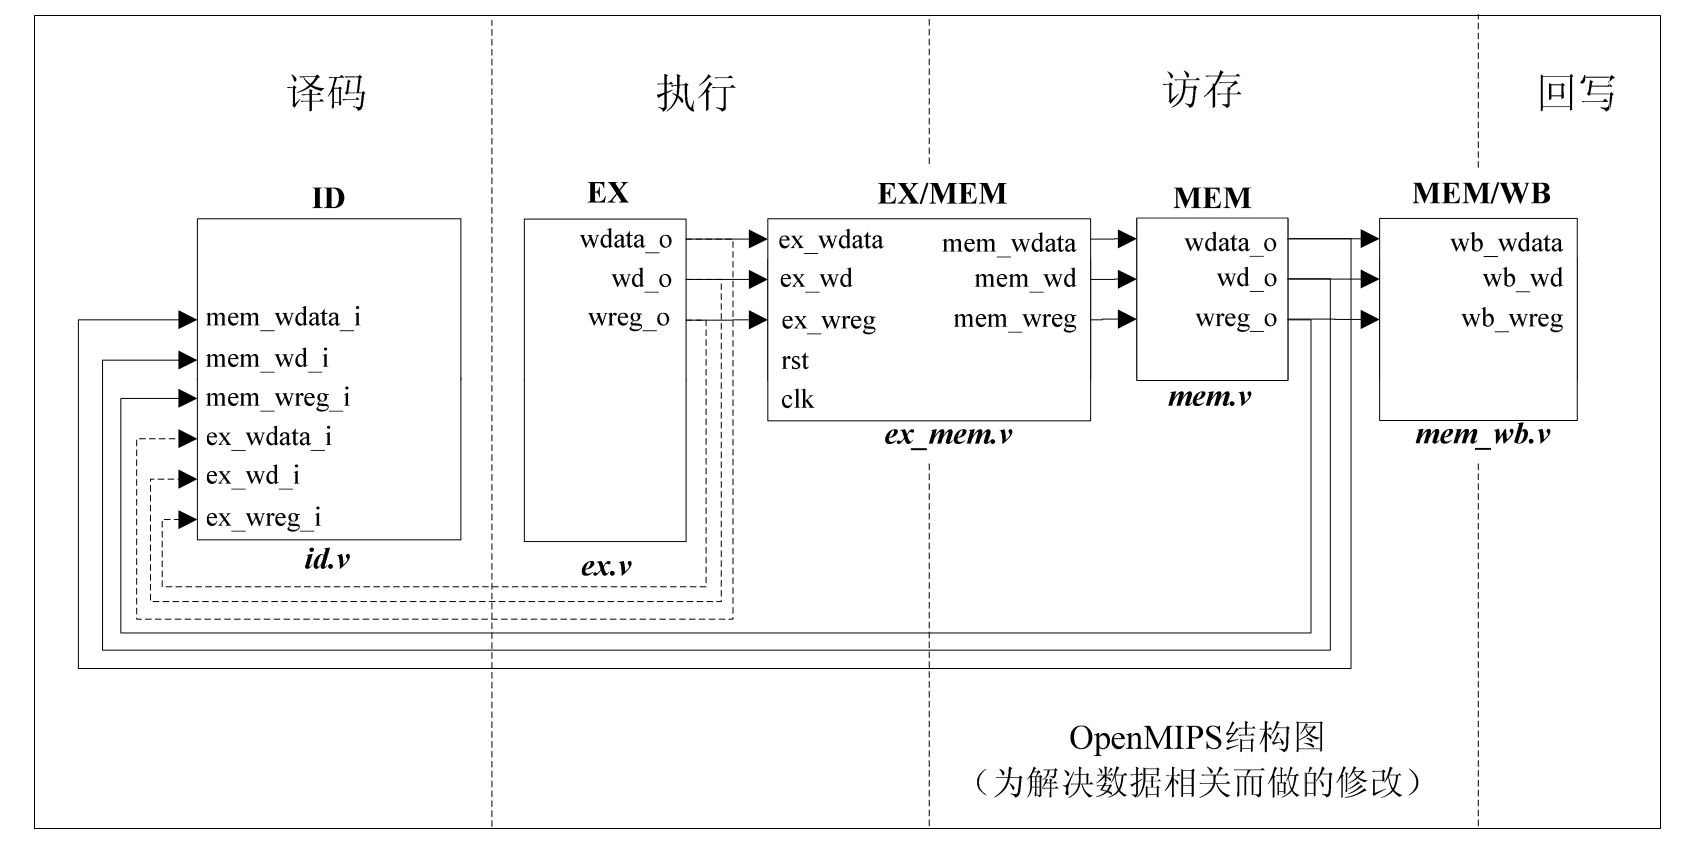 译码
执行
访存
回写
ID
EX
EX/MEM
MEM
MEM/WB
mem_wdata_i
mem_wd_i
mem_wreg_i
ex_wdata_i
ex_wd_i
ex_wreg_i
id.v
wdata_o
wd_o
wreg_o
ex.v
ex_wdata
ex_wd
ex_wreg
rst
clk
mem_wdata
mem_wd
mem_wreg
ex_mem.v
wdata_o
wd_o
wreg_o
mem.v
wb_wdata
wb_wd
wb_wreg
mem_wb.v
OpenMIPS结构图
（为解决数据相关而做的修改）